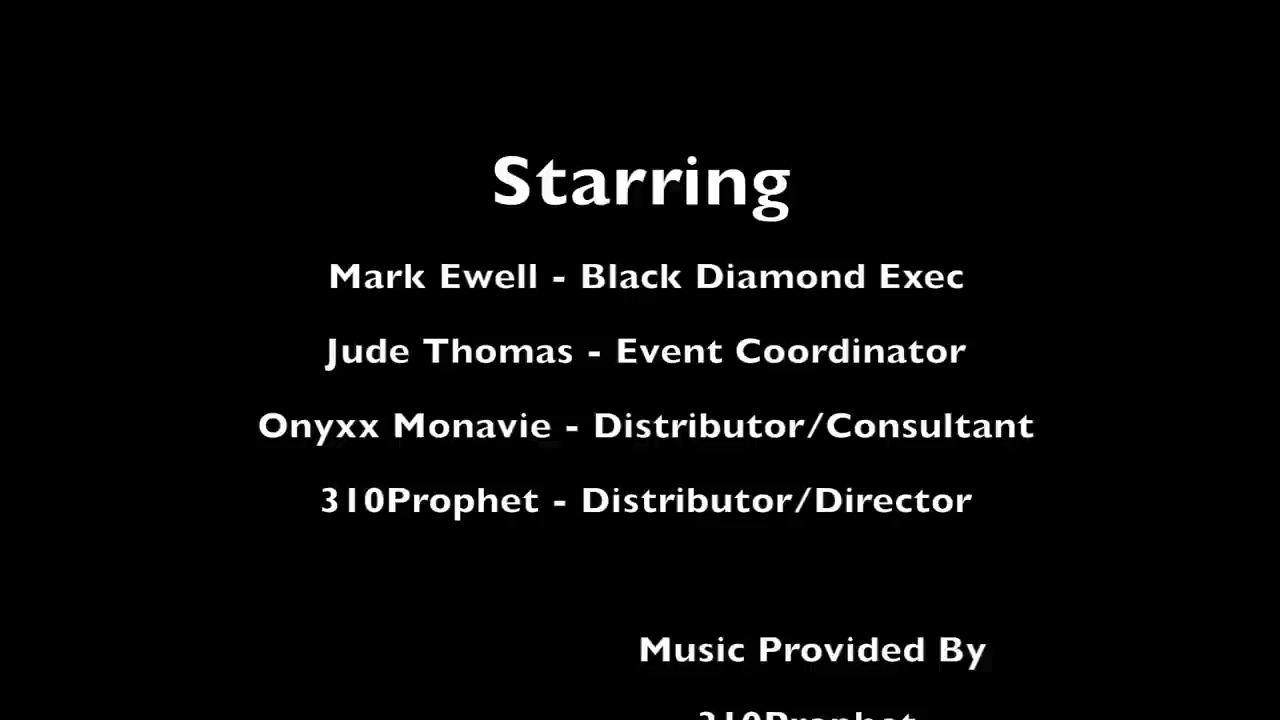 Starring
Mark Ewell - Black Diamond Exec
Jude Thomas - Event Coordinator
Onyxx Monavie - Distributor/Consultant
310Prophet - Distributor/Director
Music Provided By
310Prophet